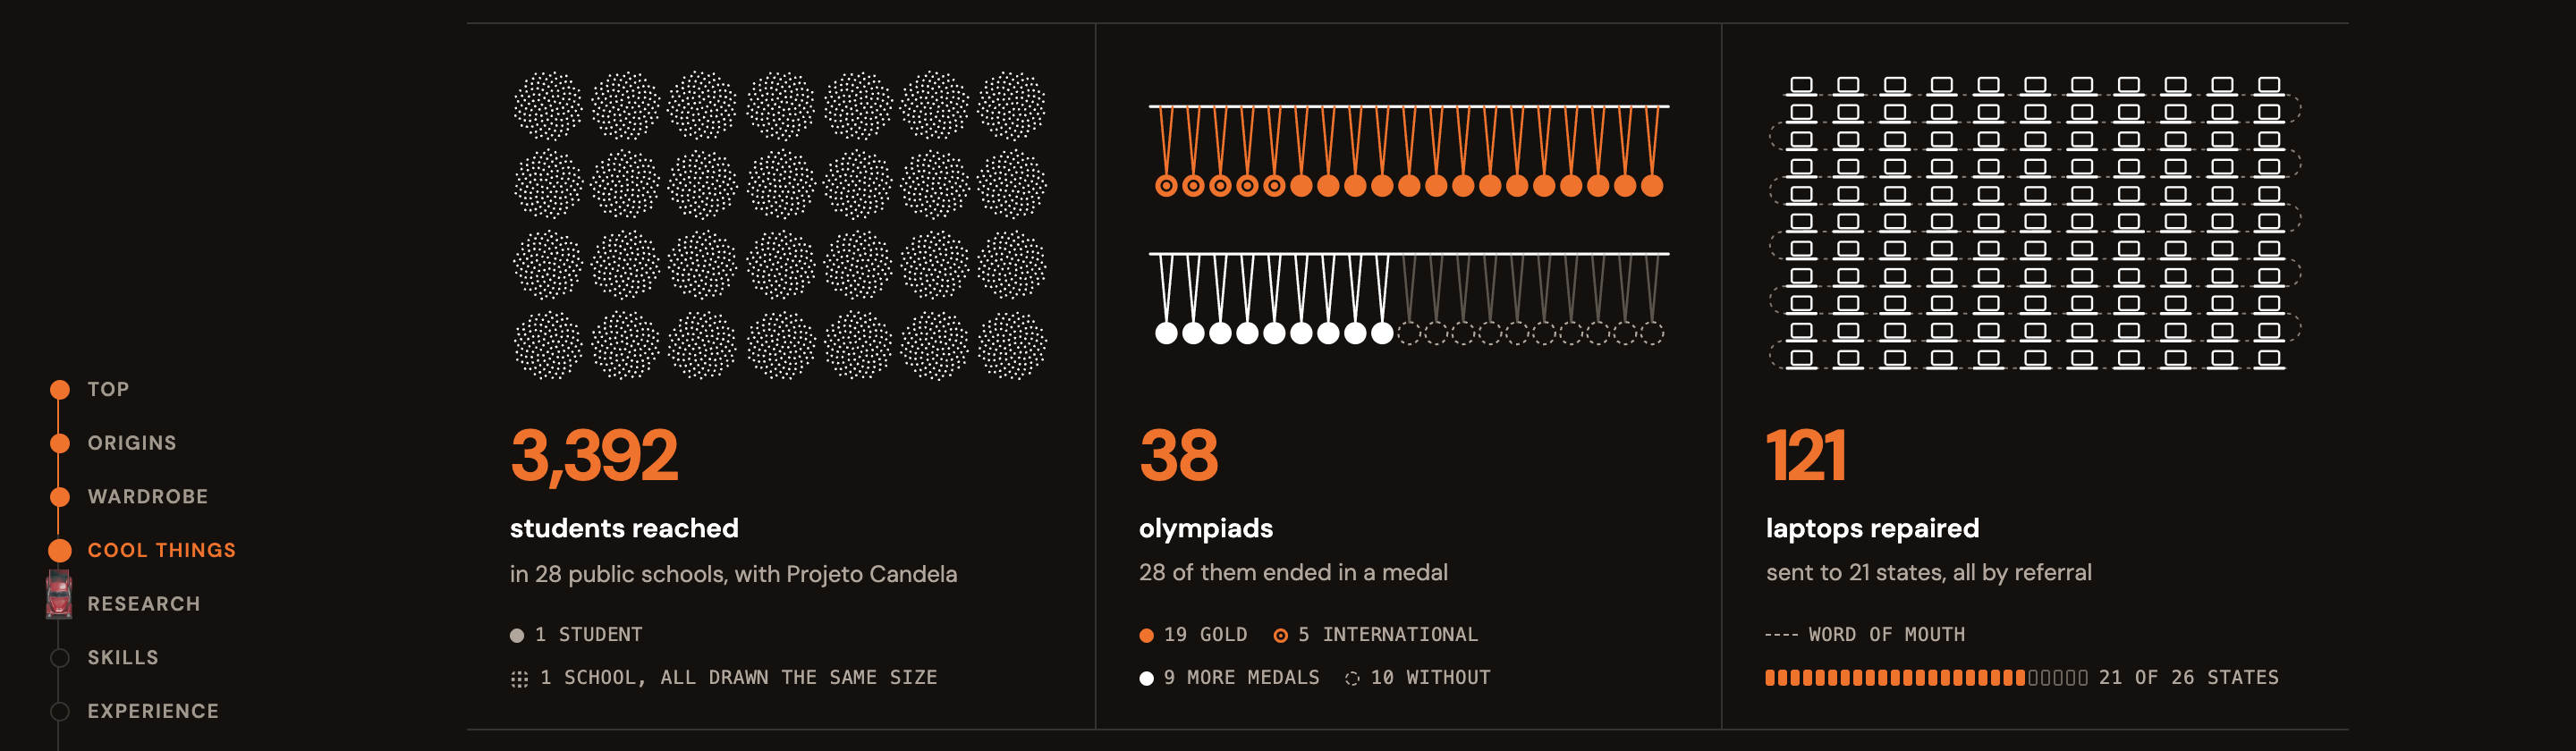 TOP
ORIGINS
WARDROBE
COOL THINGS
RESEARCH
SKILLS
EXPERIENCE
3,392
students reached
in 28 public schools, with Projeto Candela
1 STUDENT
1 SCHOOL, ALL DRAWN THE SAME SIZE
38
olympiads
28 of them ended in a medal
19 GOLD 5 INTERNATIONAL
9 MORE MEDALS 10 WITHOUT
121
laptops repaired
sent to 21 states, all by referral
WORD OF MOUTH
21 OF 26 STATES